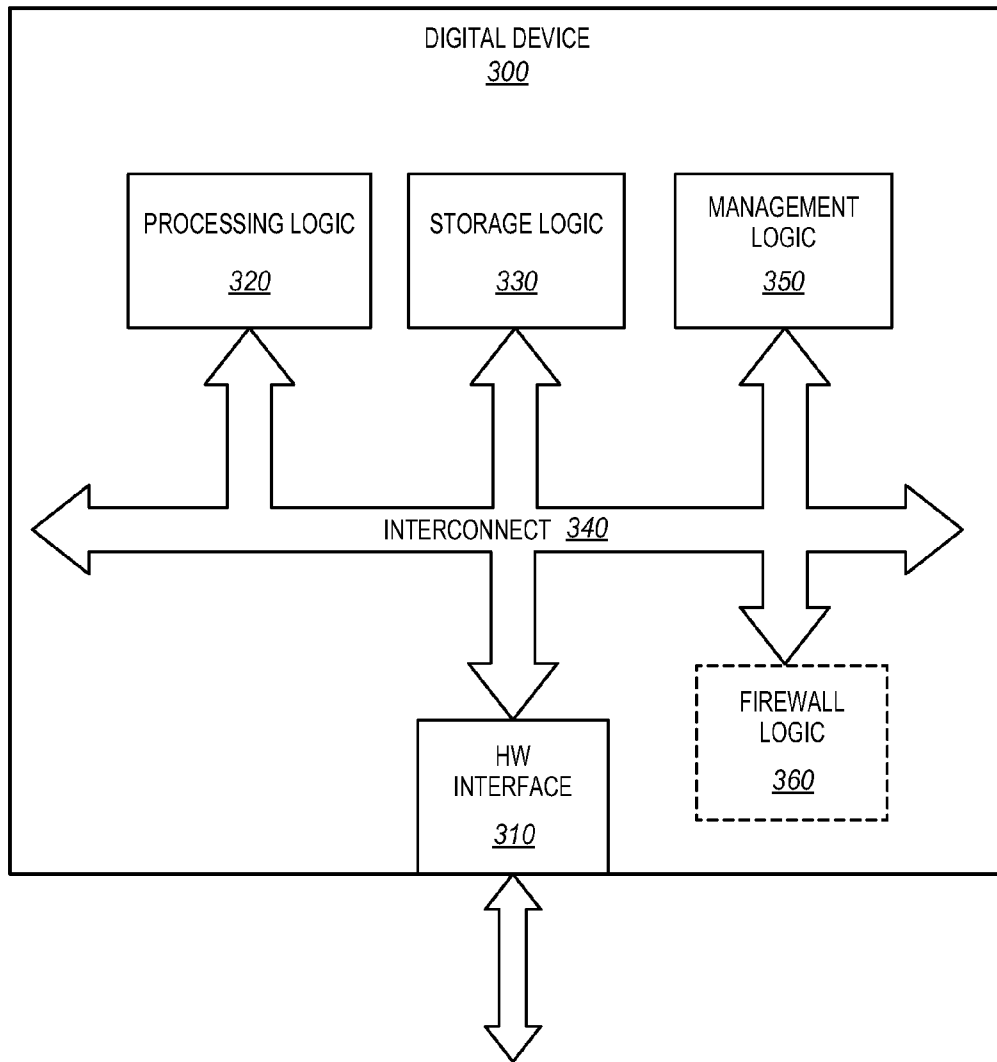 DIGITAL DEVICE
300
PROCESSING LOGIC
320
STORAGE LOGIC
330
MANAGEMENT
LOGIC
350
INTERCONNECT 340
HW
INTERFACE
310
FIREWALL
LOGIC
360